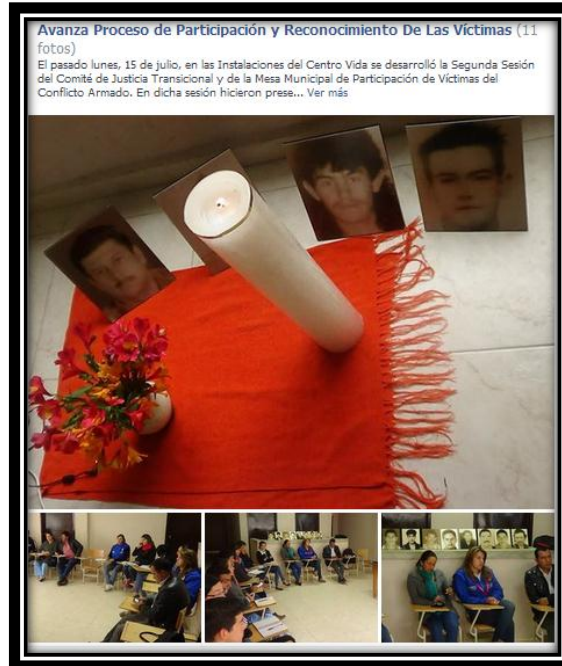 Avanza Proceso de Participación y Reconocimiento De Las Víctimas (11
fotos)
El pasado lunes, 15 de julio, en las Instalaciones del Centro Vida se desarrolló la Segunda Sesión
del Comité de Justicia Transicional y de la Mesa Municipal de Participación de Víctimas del
Conflicto Armado. En dicha sesión hicieron prese... Ver más